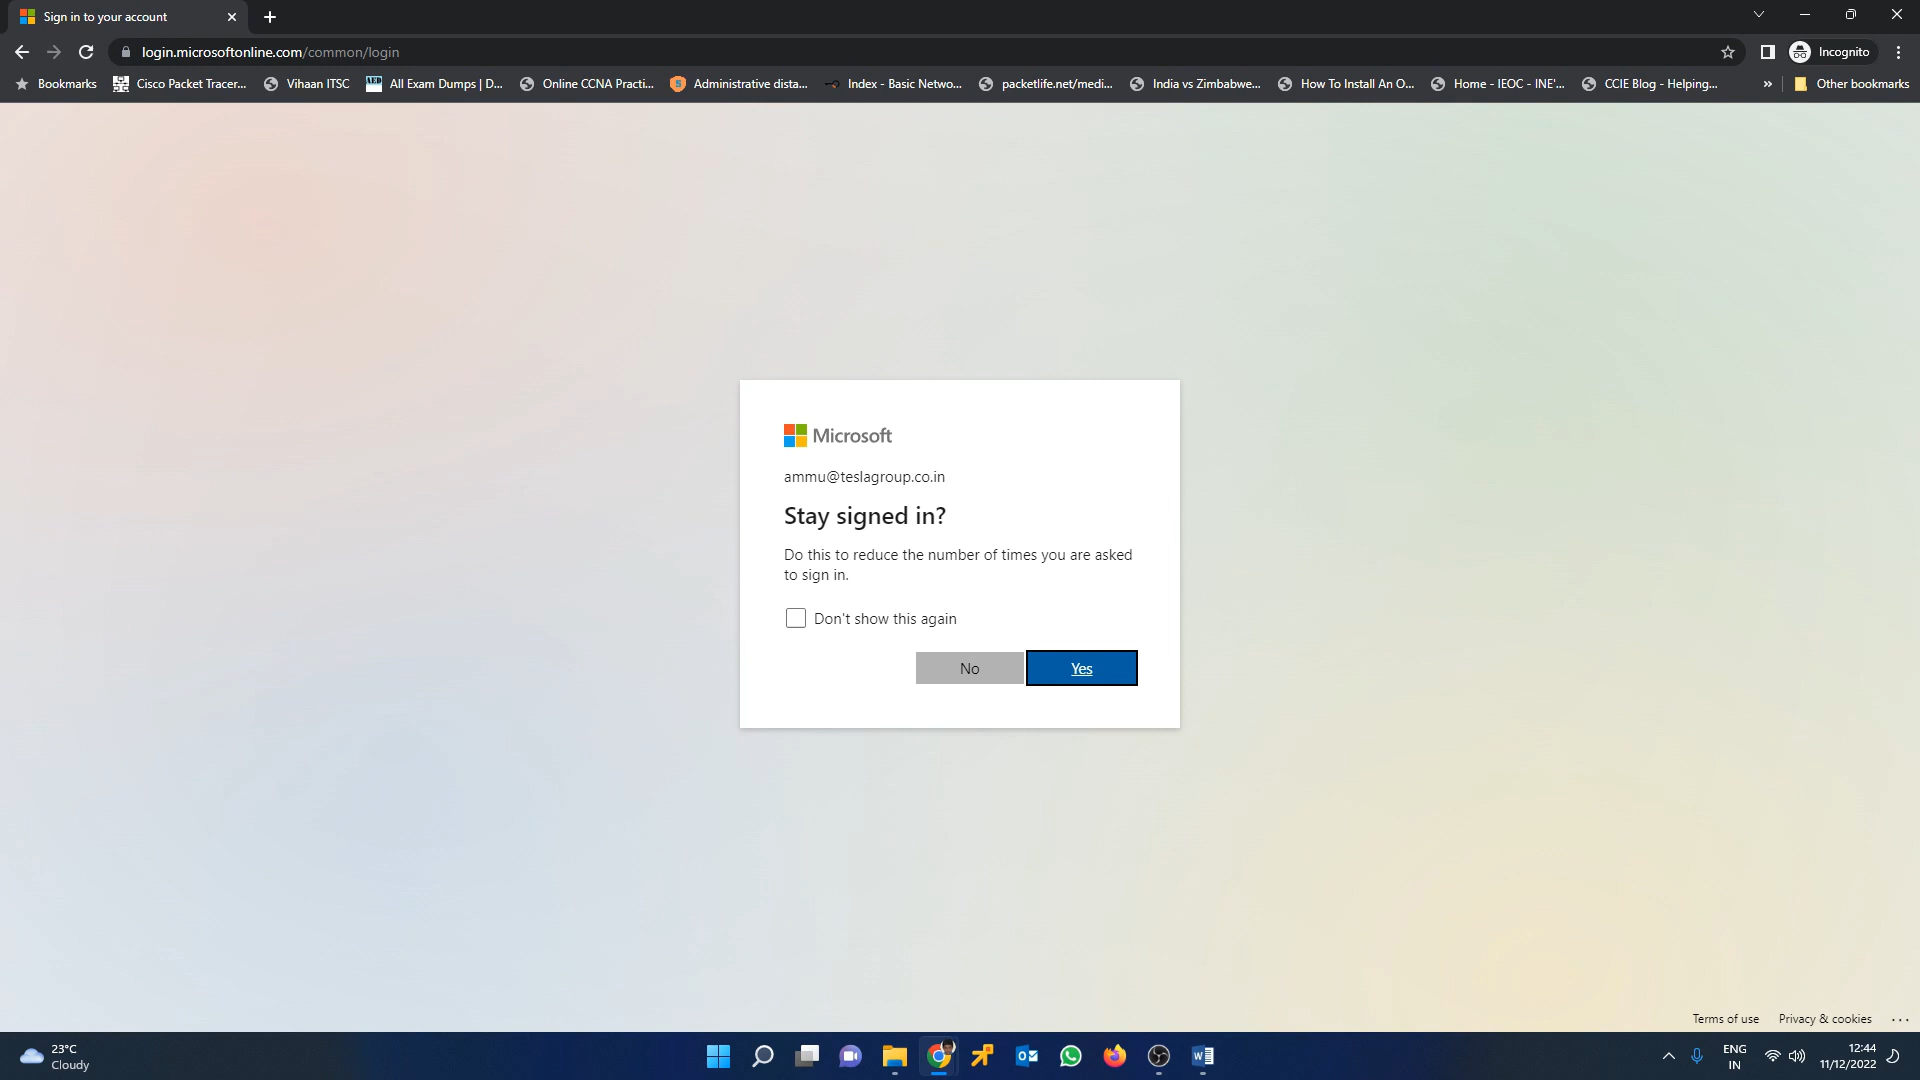 Sign in to your account
login.microsoftonline.com/common/login
Incognito
Bookmarks
Cisco Packet Tracer...
Vihaan ITSC
All Exam Dumps | D...
Online CCNA Practi...
Administrative dista...
Index - Basic Netwo...
packetlife.net/medi...
India vs Zimbabwe...
How To Install An O...
Home - IEOC - INE'...
CCIE Blog - Helping...
»
Other bookmarks
Microsoft
ammu@teslagroup.co.in
Stay signed in?
Do this to reduce the number of times you are asked
to sign in.
Don't show this again
No
Yes
Terms of use
Privacy & cookies
...
23°C
Cloudy
ENG
IN
12:44
11/12/2022